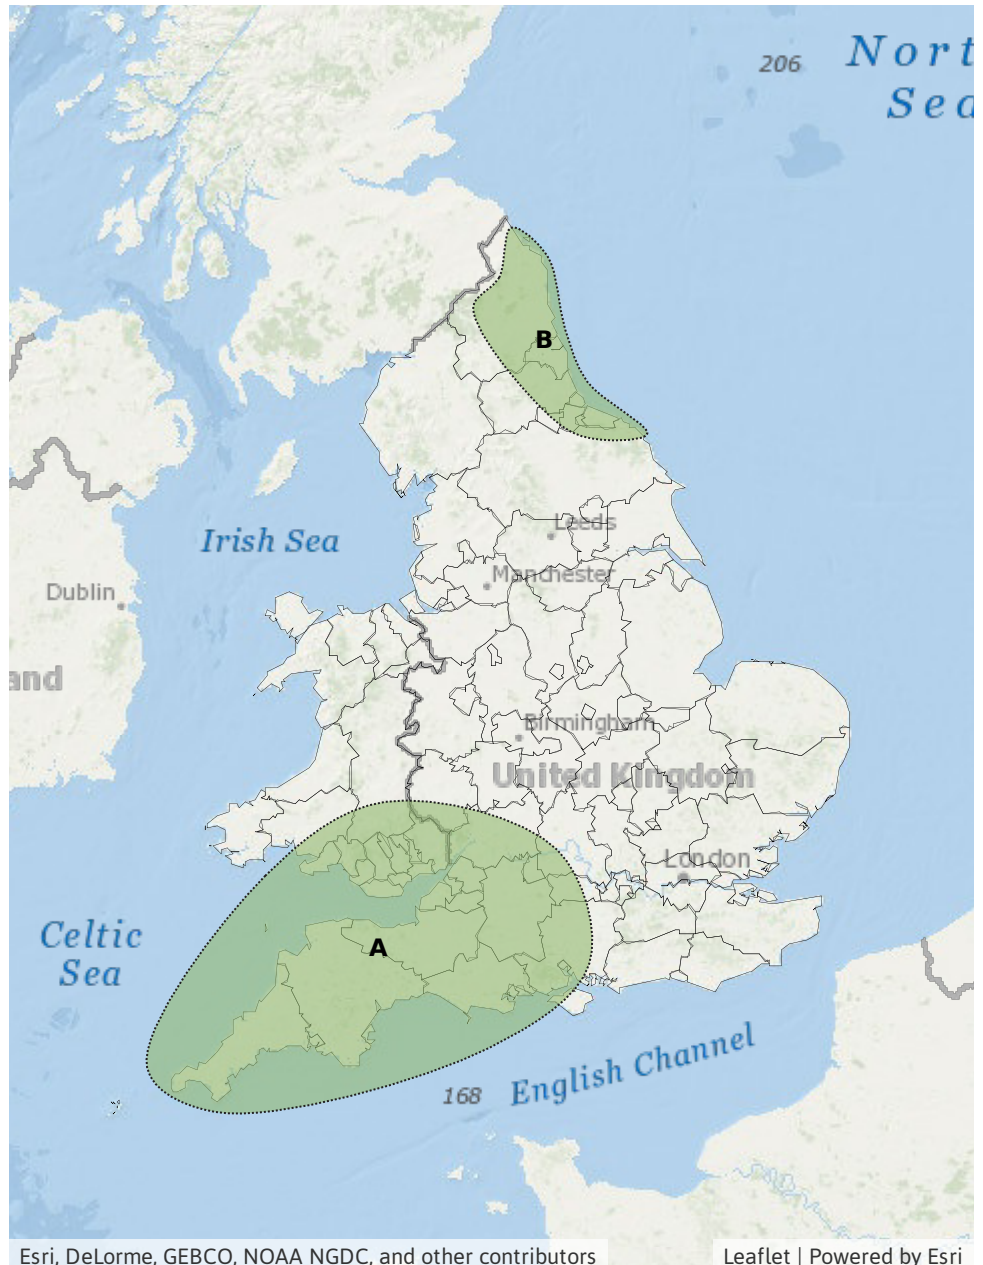 206
Nort
Sea
B
Leeds
Irish Sea
Manchester
Dublin
and
Birmingham
United Kingdom
London
Celtic
Sea
A
English Channel
168
Esri, DeLorme, GEBCO, NOAA NGDC, and other contributors
Leaflet | Powered by Esri